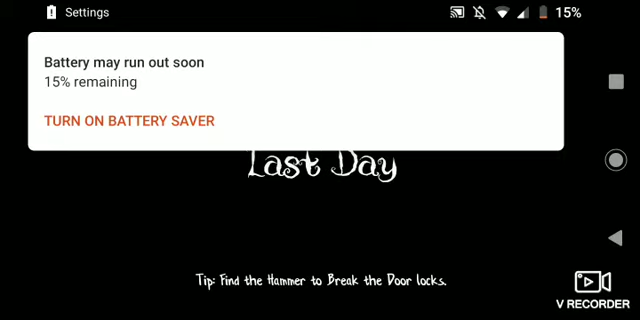 Settings
15%
Battery may run out soon
15% remaining
TURN ON BATTERY SAVER
Last Day
Tip: Find the Hammer to Break the Door locks.
V RECORDER